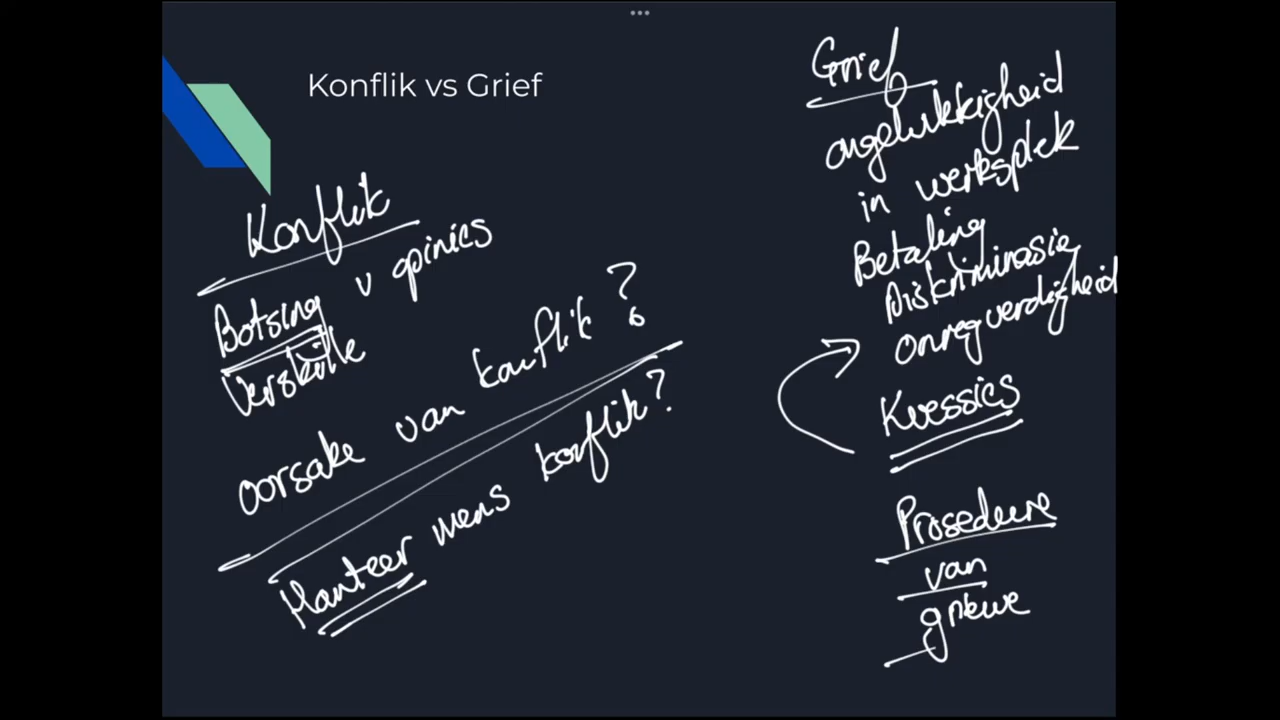 Konflik vs Grief
Konflik
Botsing v opinies
Verskille
oorsake van konflik?
Hanteer mens konflik?
Grief
ongelukkigheid
in werksplek
Betaling
Diskriminasie
onregverdigheid
Kwessies
Prosedure
van
griewe